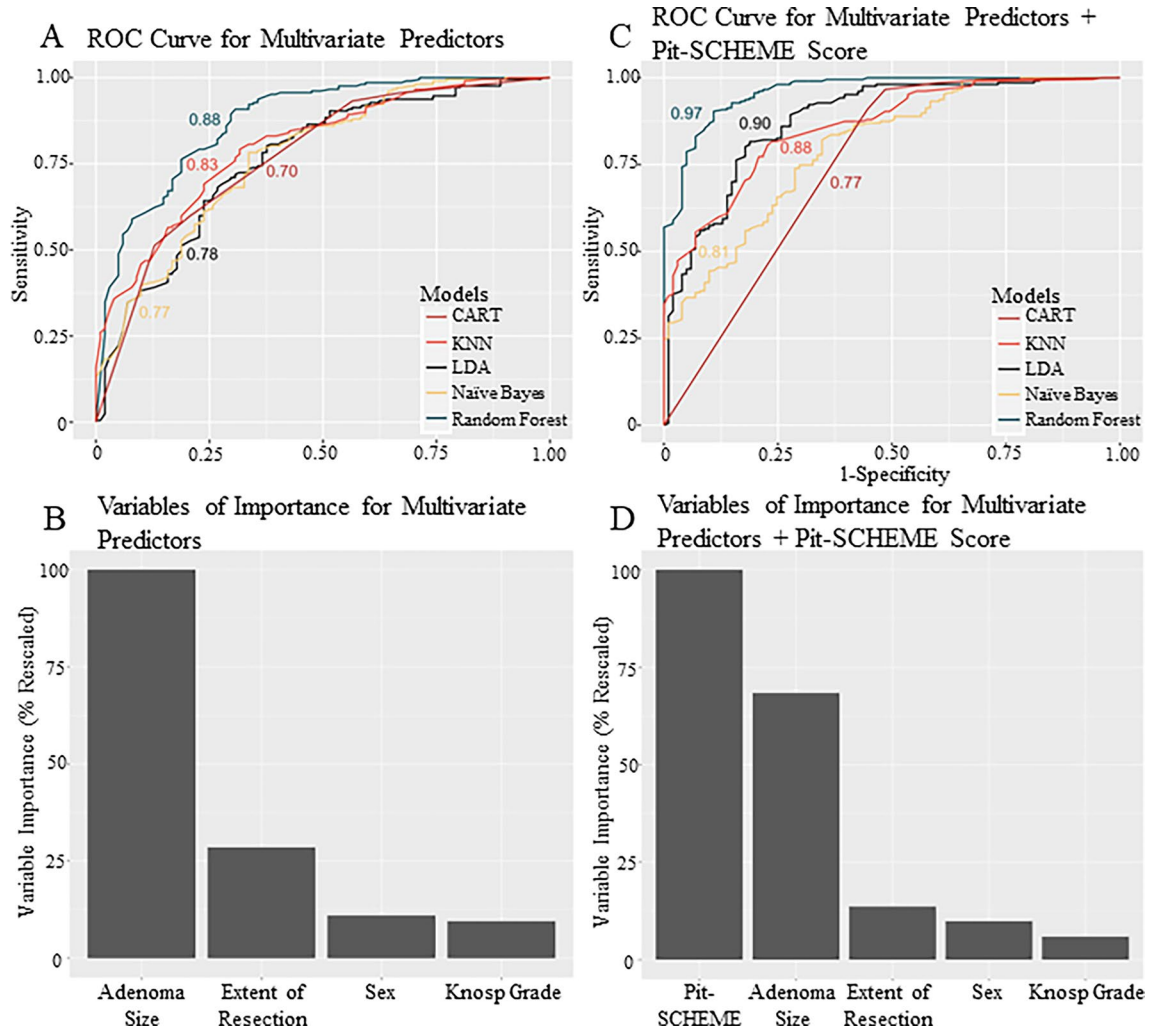 A
ROC Curve for Multivariate Predictors
1.00
0.75
0.50
0.25
0
Sensitivity
0.88
0.83
0.70
0.78
0.77
Models
CART
KNN
LDA
Naïve Bayes
Random Forest
0
0.25
0.50
0.75
1.00
C
ROC Curve for Multivariate Predictors +
Pit-SCHEME Score
1.00
0.75
0.50
0.25
0
Sensitivity
0.97
0.90
0.88
0.77
0.81
Models
CART
KNN
LDA
Naïve Bayes
Random Forest
0
0.25
0.50
0.75
1.00
1-Specificity
B
Variables of Importance for Multivariate
Predictors
100
75
50
25
0
Variable Importance (% Rescaled)
Adenoma
Size
Extent of
Resection
Sex
Knosp Grade
D
Variables of Importance for Multivariate
Predictors + Pit-SCHEME Score
100
75
50
25
0
Variable Importance (% Rescaled)
Pit-
SCHEME
Adenoma
Size
Extent of
Resection
Sex
Knosp Grade